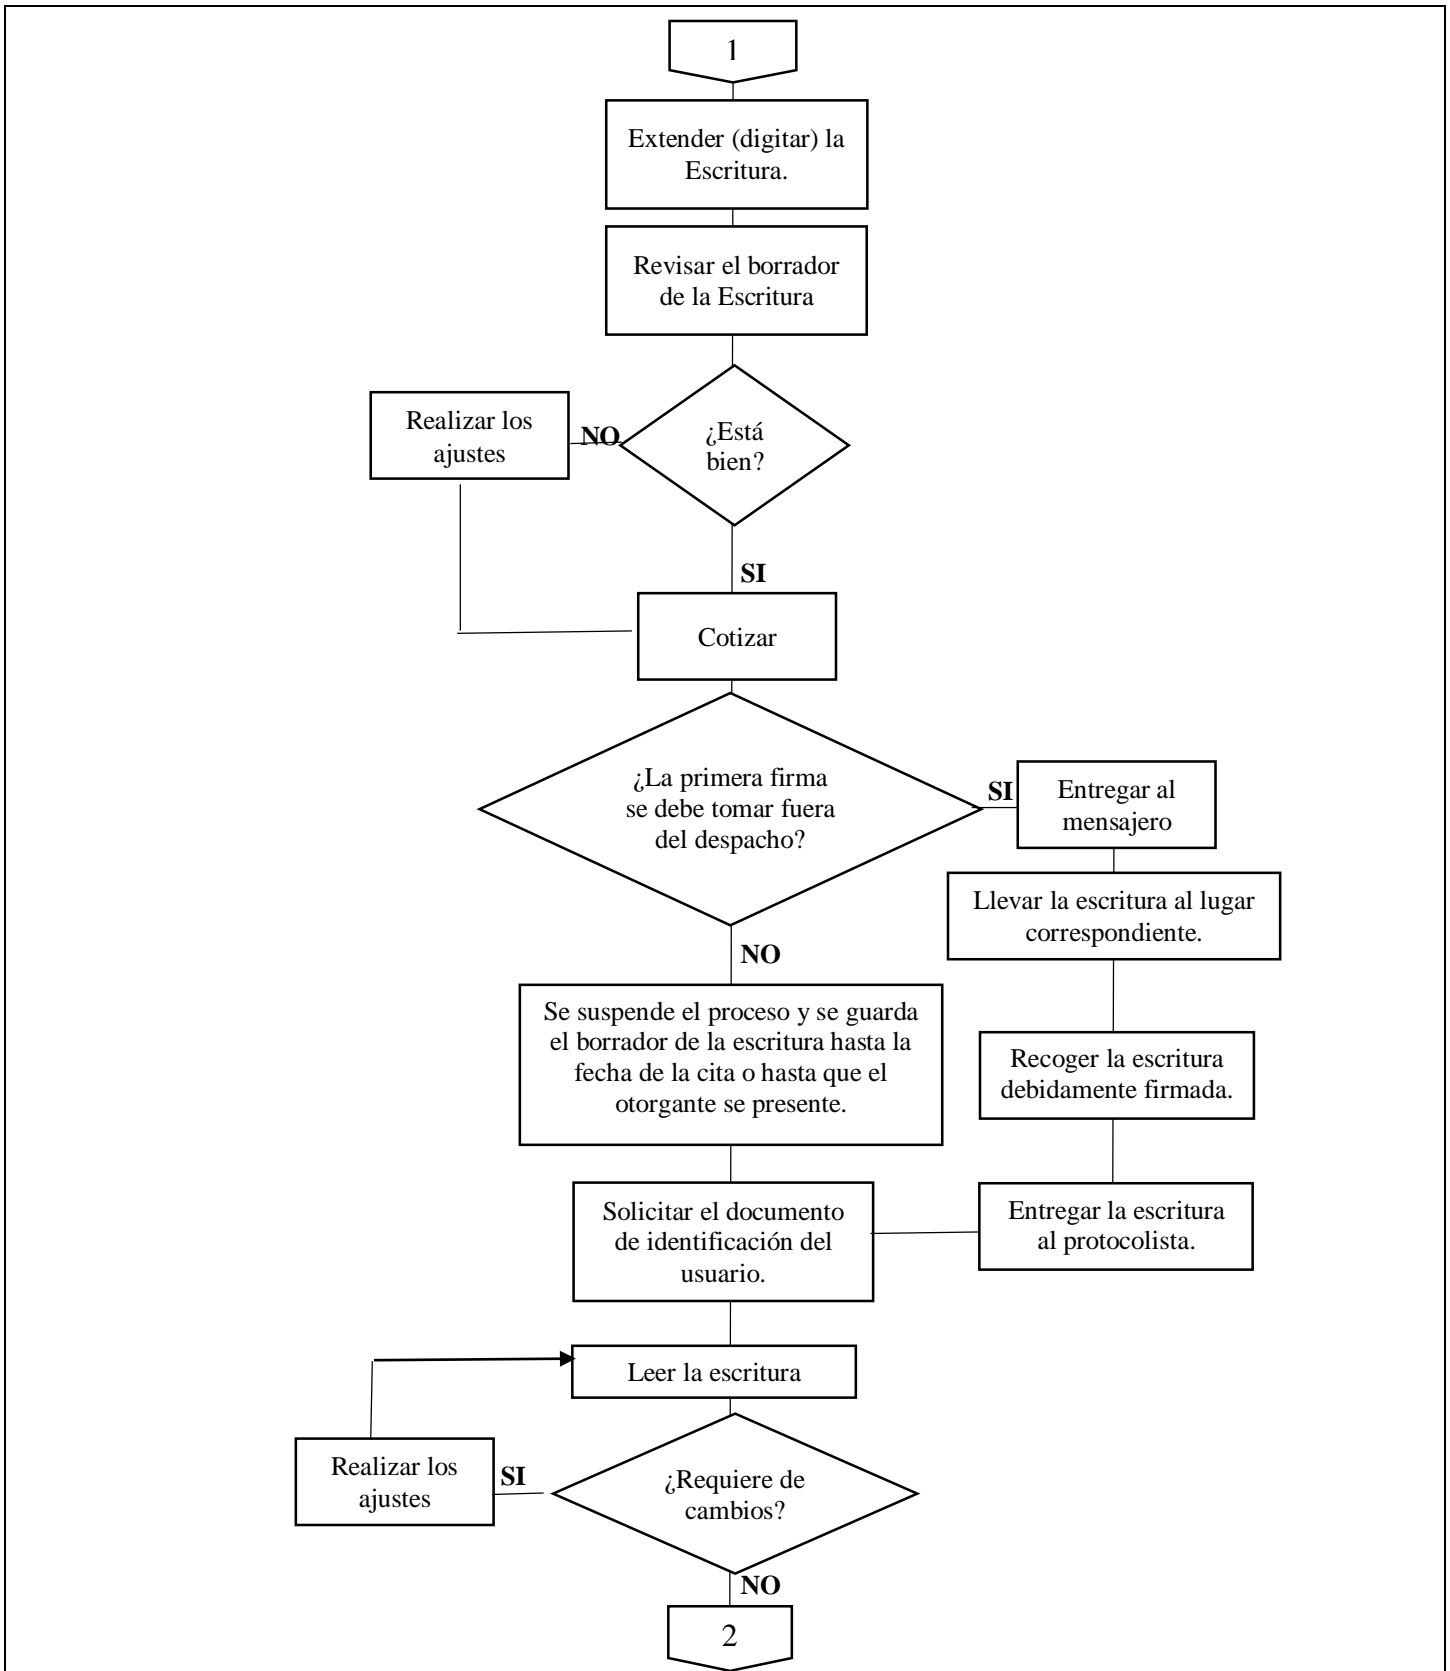 1
Extender (digitar) la
Escritura.
Revisar el borrador
de la Escritura
Realizar los
ajustes
NO
¿Está
bien?
SI
Cotizar
¿La primera firma
se debe tomar fuera
del despacho?
SI
Entregar al
mensajero
Llevar la escritura al lugar
correspondiente.
NO
Se suspende el proceso y se guarda
el borrador de la escritura hasta la
fecha de la cita o hasta que el
otorgante se presente.
Recoger la escritura
debidamente firmada.
Solicitar el documento
de identificación del
usuario.
Entregar la escritura
al protocolista.
Leer la escritura
Realizar los
ajustes
SI
¿Requiere de
cambios?
NO
2